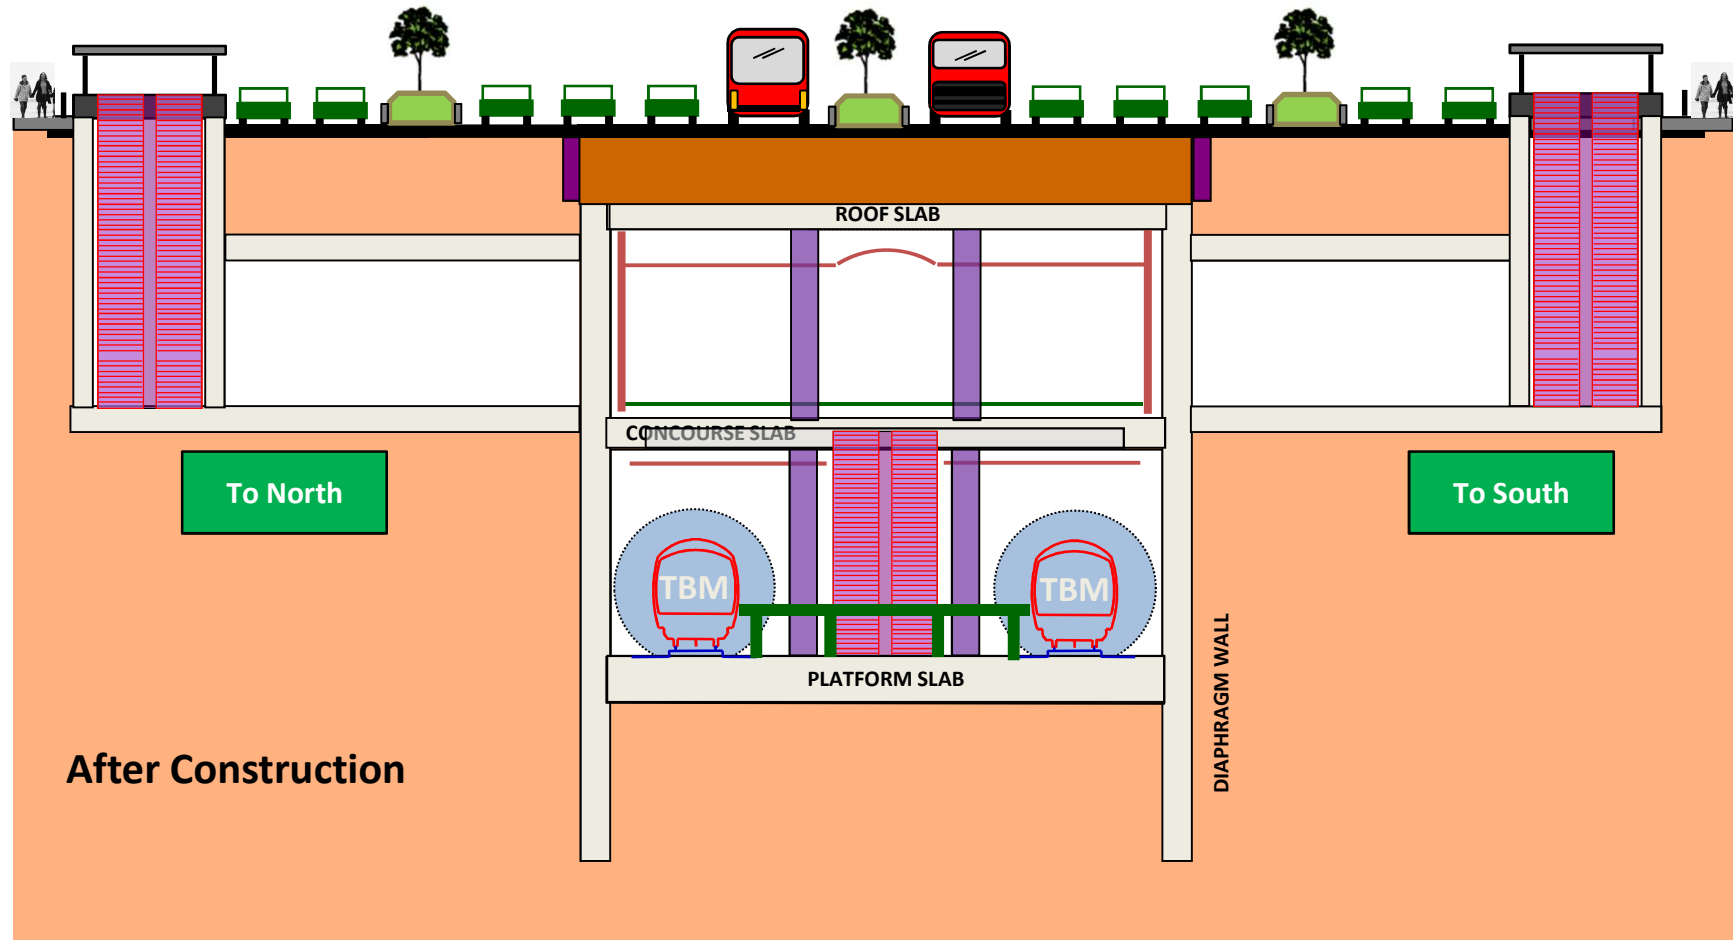 ROOF SLAB
CONCOURSE SLAB
To North
To South
TBM
TBM
PLATFORM SLAB
DIAPHRAGM WALL
After Construction